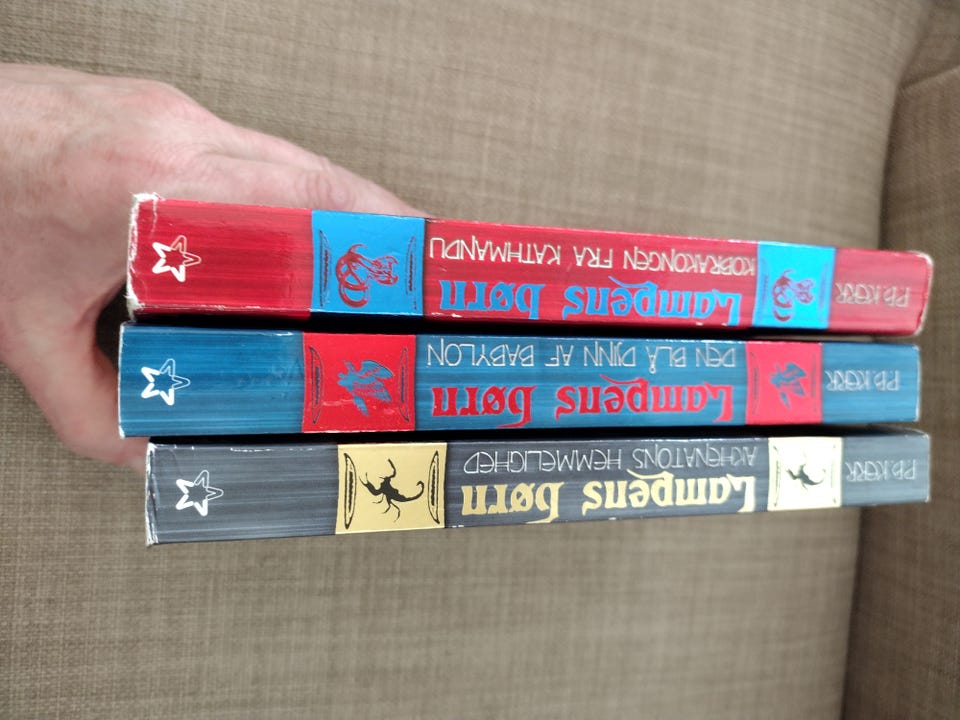 P.B. KERR
Lampens børn
KOBRAKONGEN FRA KATHMANDU
P.B. KERR
Lampens børn
DEN BLÅ DJINN AF BABYLON
P.B. KERR
Lampens børn
AKHENATONS HEMMELIGHED